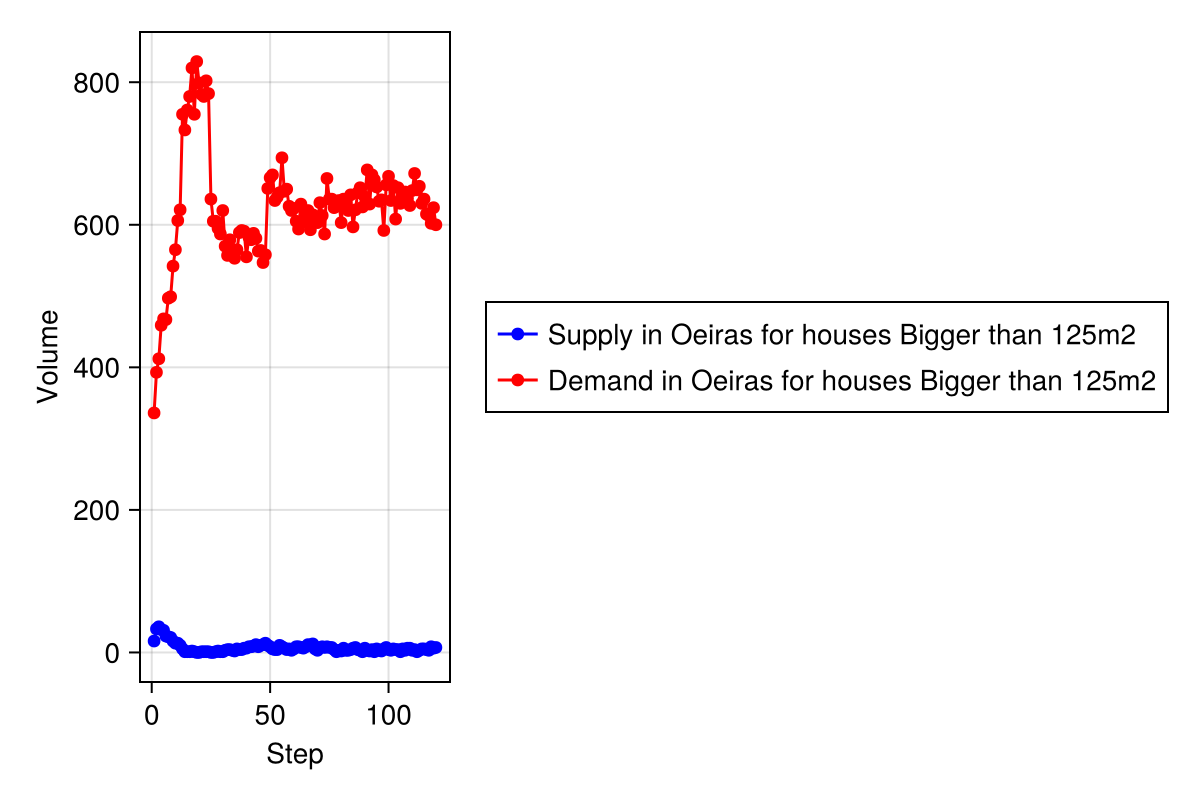 800
600
400
200
0
Volume
0 50 100
Step
Supply in Oeiras for houses Bigger than 125m2
Demand in Oeiras for houses Bigger than 125m2